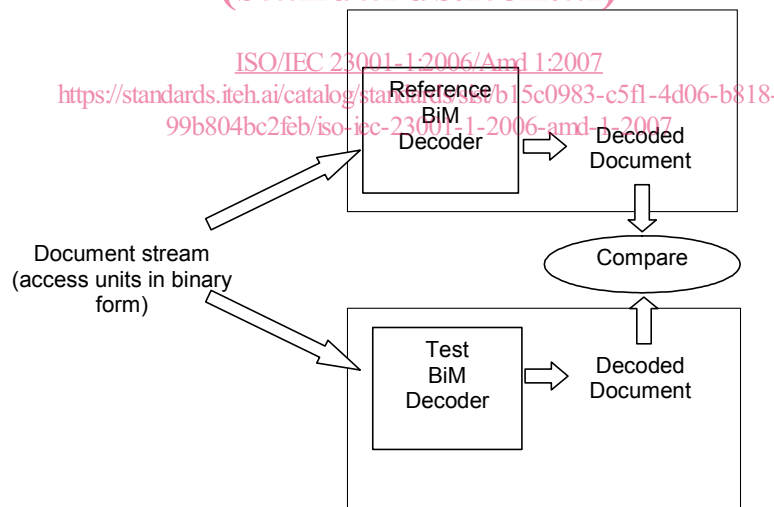 ISO/IEC 23001-1:2006/Amd 1:2007
https://standards.iteh.ai/catalog/standards/sist/b15c0983-c5f1-4d06-b818-
99b804bc2feb/iso-iec-23001-1-2006-amd-1-2007
Reference
BiM
Decoder
Decoded
Document
Document stream
(access units in binary
form)
Compare
Test
BiM
Decoder
Decoded
Document